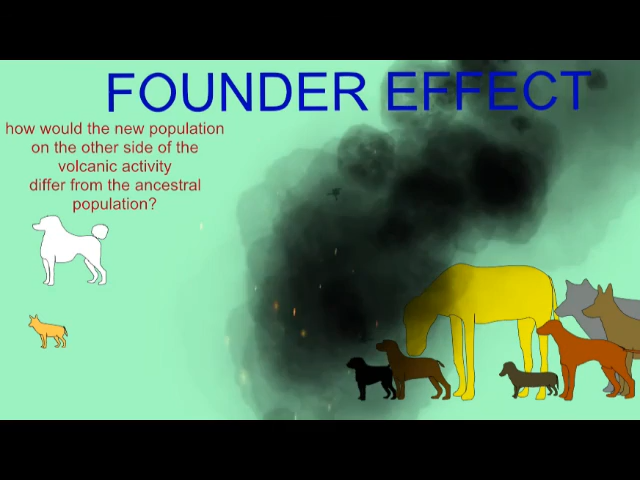 FOUNDER EFFECT
how would the new population
on the other side of the
volcanic activity
differ from the ancestral
population?